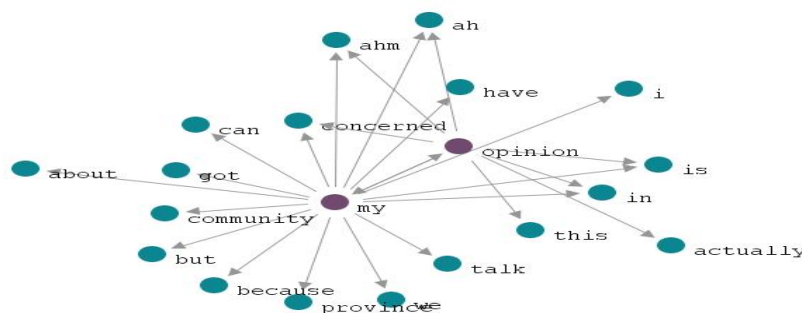 ah
ahm
have
i
can
concerned
opinion
about
got
is
in
my
community
this
but
actually
talk
because
province
we